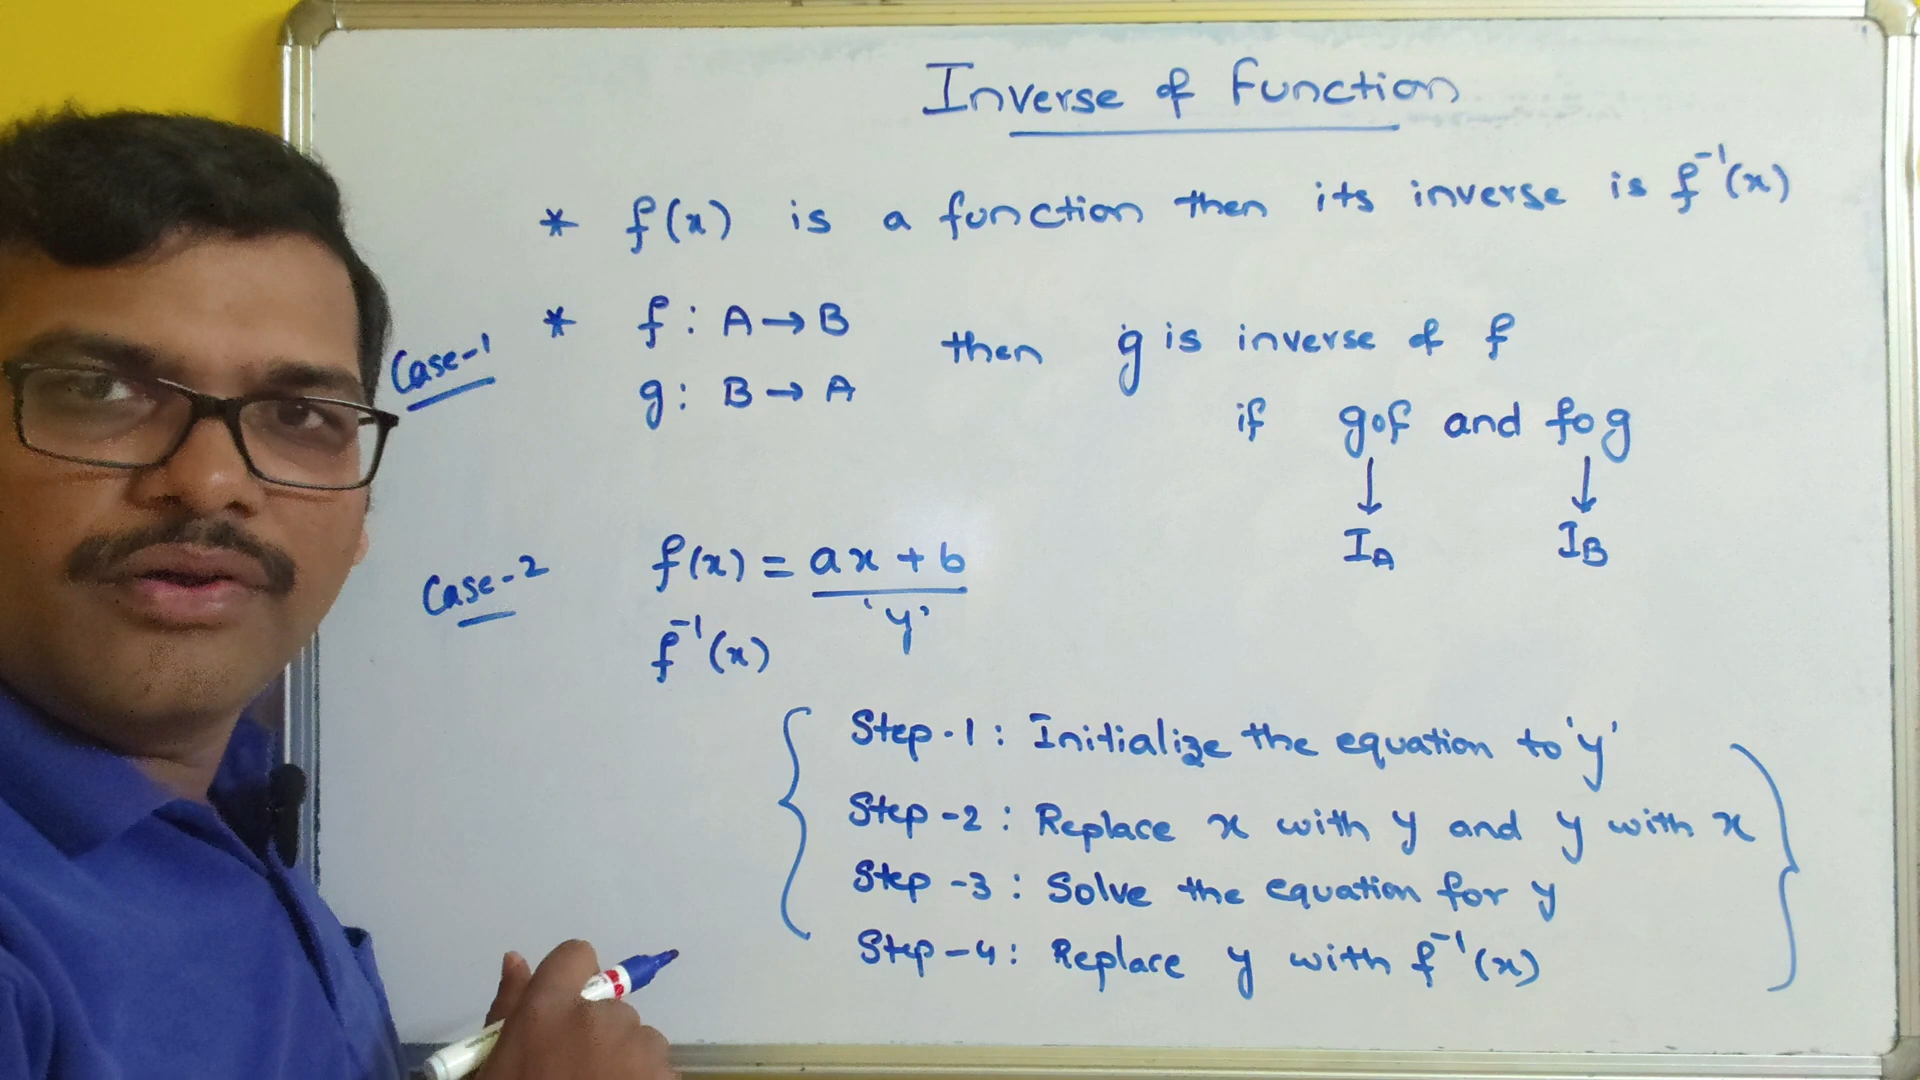 Inverse of Function
* f(x) is a function then its inverse is f⁻¹(x)
Case-1 * f : A → B then g is inverse of f
g : B → A
if gof and fog
↓ ↓
I_A I_B
Case-2 f(x) = ax + b
'y'
f⁻¹(x)
Step-1 : Initialize the equation to 'y'
Step-2 : Replace x with y and y with x
Step-3 : Solve the equation for y
Step-4 : Replace y with f⁻¹(x)